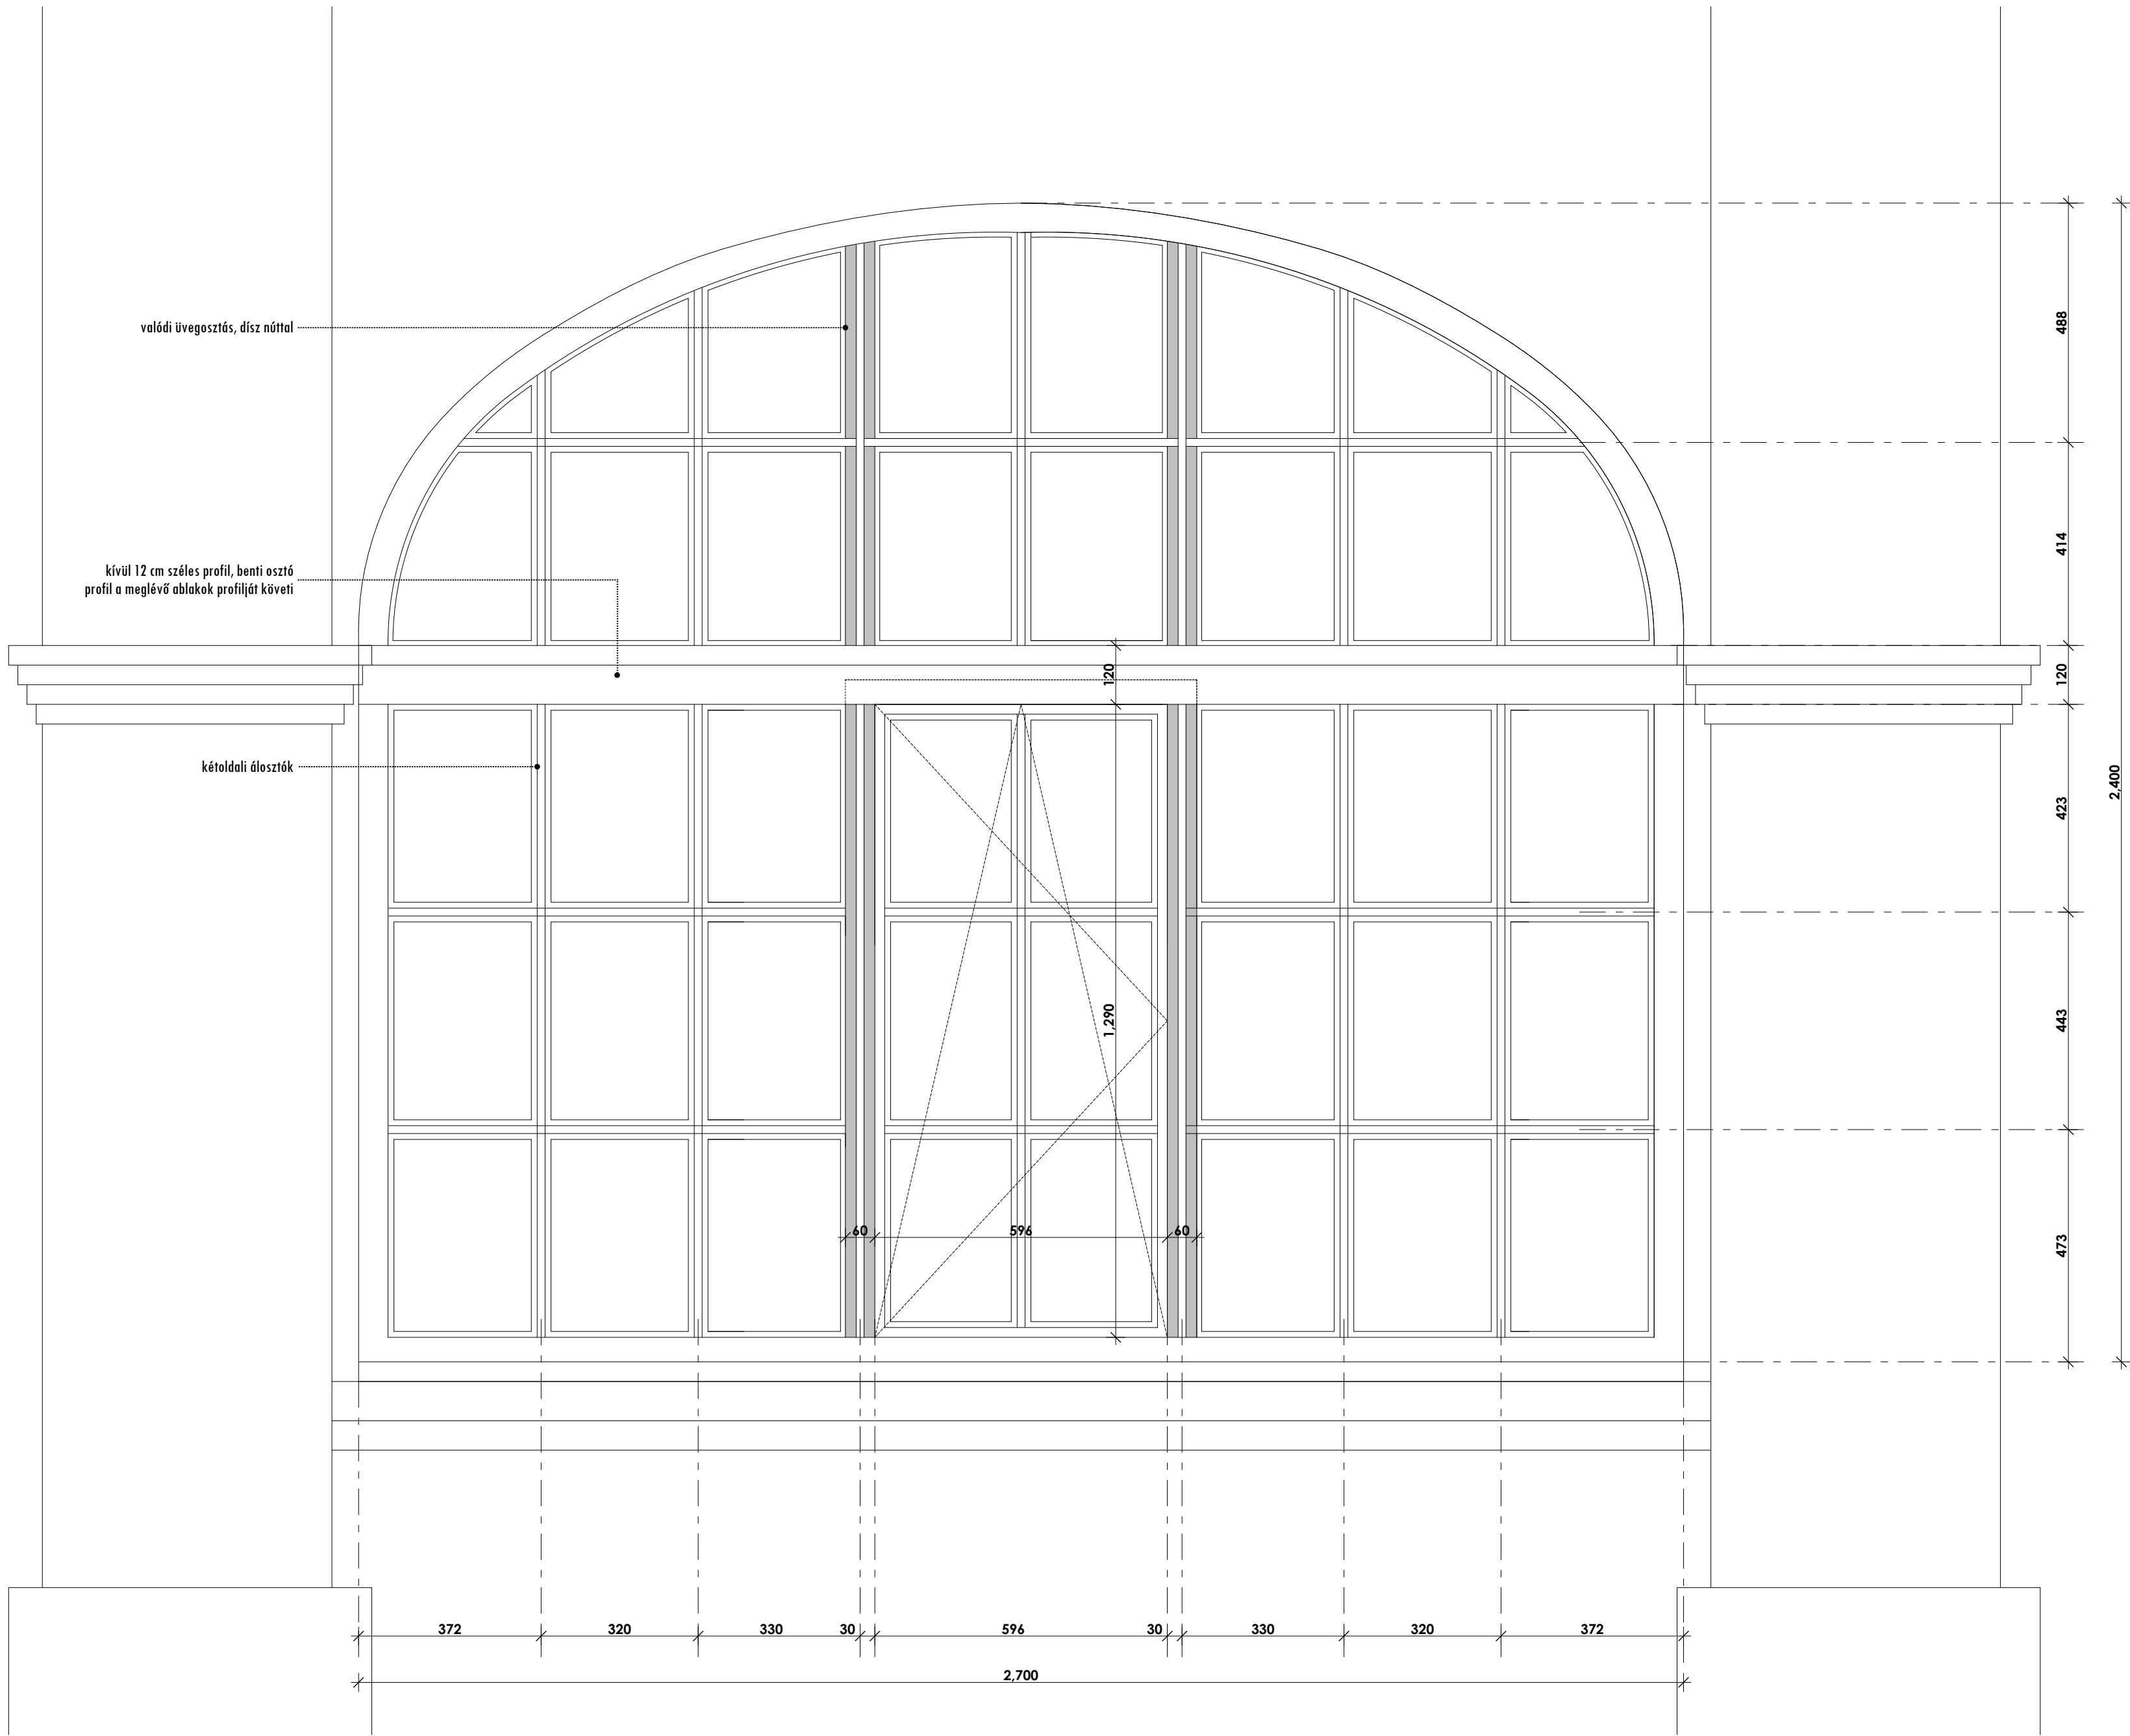 488
valódi üvegosztás, dísz núttal
414
kívül 12 cm széles profil, benti osztó
profil a meglévő ablakok profilját követi
120
120
kétoldali álosztók
423
2,400
443
1,290
473
60 596 60
372 320 330 30 596 30 330 320 372
2,700